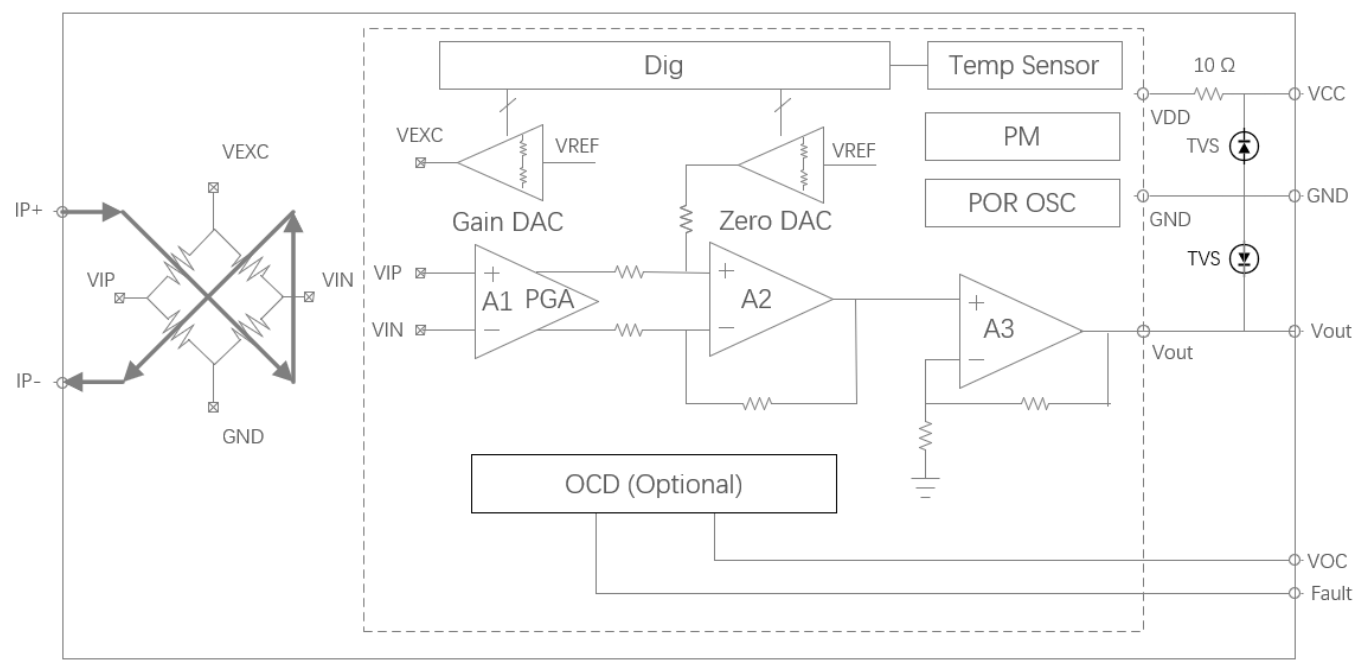 Dig
Temp Sensor
10 Ω
VCC
VDD
VEXC
VREF
VREF
PM
TVS
VEXC
Gain DAC
Zero DAC
POR OSC
GND
GND
IP+
VIP
VIN
VIP
+
A1
PGA
+
A2
TVS
VIN
−
−
+
A3
−
Vout
Vout
IP-
GND
OCD (Optional)
VOC
Fault